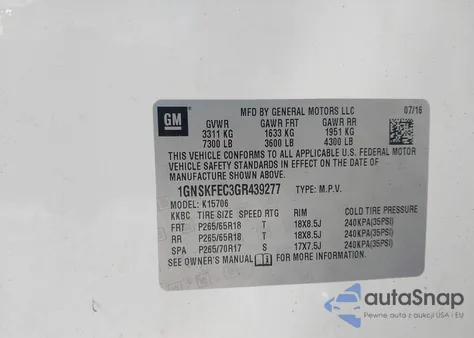 GM
MFD BY GENERAL MOTORS LLC 07/16
GVWR GAWR FRT GAWR RR
3311 KG 1633 KG 1951 KG
7300 LB 3600 LB 4300 LB
THIS VEHICLE CONFORMS TO ALL APPLICABLE U.S. FEDERAL MOTOR
VEHICLE SAFETY STANDARDS IN EFFECT ON THE DATE OF
MANUFACTURE SHOWN ABOVE.
1GNSKFEC3GR439277 TYPE: M.P.V.
MODEL: K15706
KKBC TIRE SIZE SPEED RTG RIM COLD TIRE PRESSURE
FRT P265/65R18 T 18X8.5J 240KPA(35PSI)
RR P265/65R18 T 18X8.5J 240KPA(35PSI)
SPA P265/70R17 S 17X7.5J 240KPA(35PSI)
SEE OWNER'S MANUAL FOR MORE INFORMATION.
autoSnap
Pewne auta z USA i EU